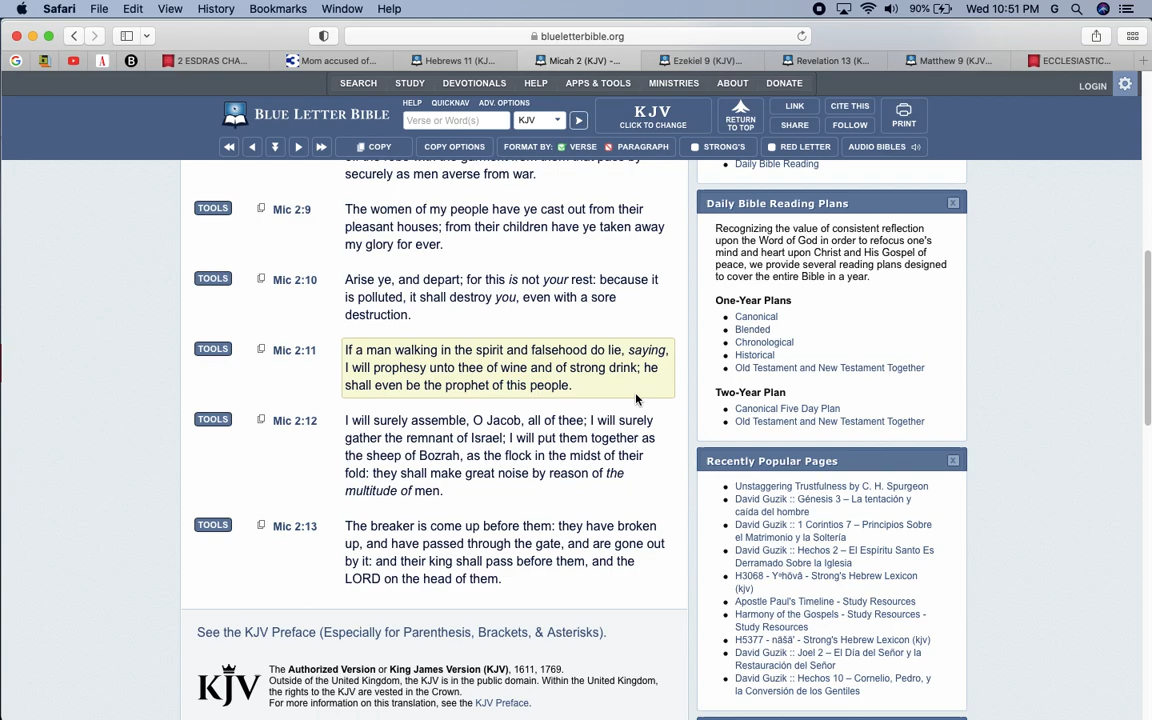 Safari File Edit View History Bookmarks Window Help 90% Wed 10:51 PM G
blueletterbible.org
2 ESDRAS CHA... Mom accused of... Hebrews 11 (KJ... Micah 2 (KJV) -... Ezekiel 9 (KJV)... Revelation 13 (K... Matthew 9 (KJV... ECCLESIASTIC...
SEARCH STUDY DEVOTIONALS HELP APPS & TOOLS MINISTRIES ABOUT DONATE LOGIN
HELP QUICKNAV ADV. OPTIONS
BLUE LETTER BIBLE Verse or Word(s) KJV
KJV
CLICK TO CHANGE
RETURN
TO TOP
LINK CITE THIS
SHARE FOLLOW
PRINT
COPY COPY OPTIONS FORMAT BY: VERSE PARAGRAPH STRONG'S RED LETTER AUDIO BIBLES
securely as men averse from war.
TOOLS Mic 2:9 The women of my people have ye cast out from their
pleasant houses; from their children have ye taken away
my glory for ever.
TOOLS Mic 2:10 Arise ye, and depart; for this is not your rest: because it
is polluted, it shall destroy you, even with a sore
destruction.
TOOLS Mic 2:11 If a man walking in the spirit and falsehood do lie, saying,
I will prophesy unto thee of wine and of strong drink; he
shall even be the prophet of this people.
TOOLS Mic 2:12 I will surely assemble, O Jacob, all of thee; I will surely
gather the remnant of Israel; I will put them together as
the sheep of Bozrah, as the flock in the midst of their
fold: they shall make great noise by reason of the
multitude of men.
TOOLS Mic 2:13 The breaker is come up before them: they have broken
up, and have passed through the gate, and are gone out
by it: and their king shall pass before them, and the
LORD on the head of them.
See the KJV Preface (Especially for Parenthesis, Brackets, & Asterisks).
KJV
The Authorized Version or King James Version (KJV), 1611, 1769.
Outside of the United Kingdom, the KJV is in the public domain. Within the United Kingdom,
the rights to the KJV are vested in the Crown.
For more information on this translation, see the KJV Preface.
Daily Bible Reading
Daily Bible Reading Plans
Recognizing the value of consistent reflection
upon the Word of God in order to refocus one's
mind and heart upon Christ and His Gospel of
peace, we provide several reading plans designed
to cover the entire Bible in a year.
One-Year Plans
Canonical
Blended
Chronological
Historical
Old Testament and New Testament Together
Two-Year Plan
Canonical Five Day Plan
Old Testament and New Testament Together
Recently Popular Pages
Unstaggering Trustfulness by C. H. Spurgeon
David Guzik :: Génesis 3 – La tentación y
caída del hombre
David Guzik :: 1 Corintios 7 – Principios Sobre
el Matrimonio y la Soltería
David Guzik :: Hechos 2 – El Espíritu Santo Es
Derramado Sobre la Iglesia
H3068 - Yᵊhōvâ - Strong's Hebrew Lexicon
(kjv)
Apostle Paul's Timeline - Study Resources
Harmony of the Gospels - Study Resources -
Study Resources
H5377 - nāšā' - Strong's Hebrew Lexicon (kjv)
David Guzik :: Joel 2 – El Día del Señor y la
Restauración del Señor
David Guzik :: Hechos 10 – Cornelio, Pedro, y
la Conversión de los Gentiles